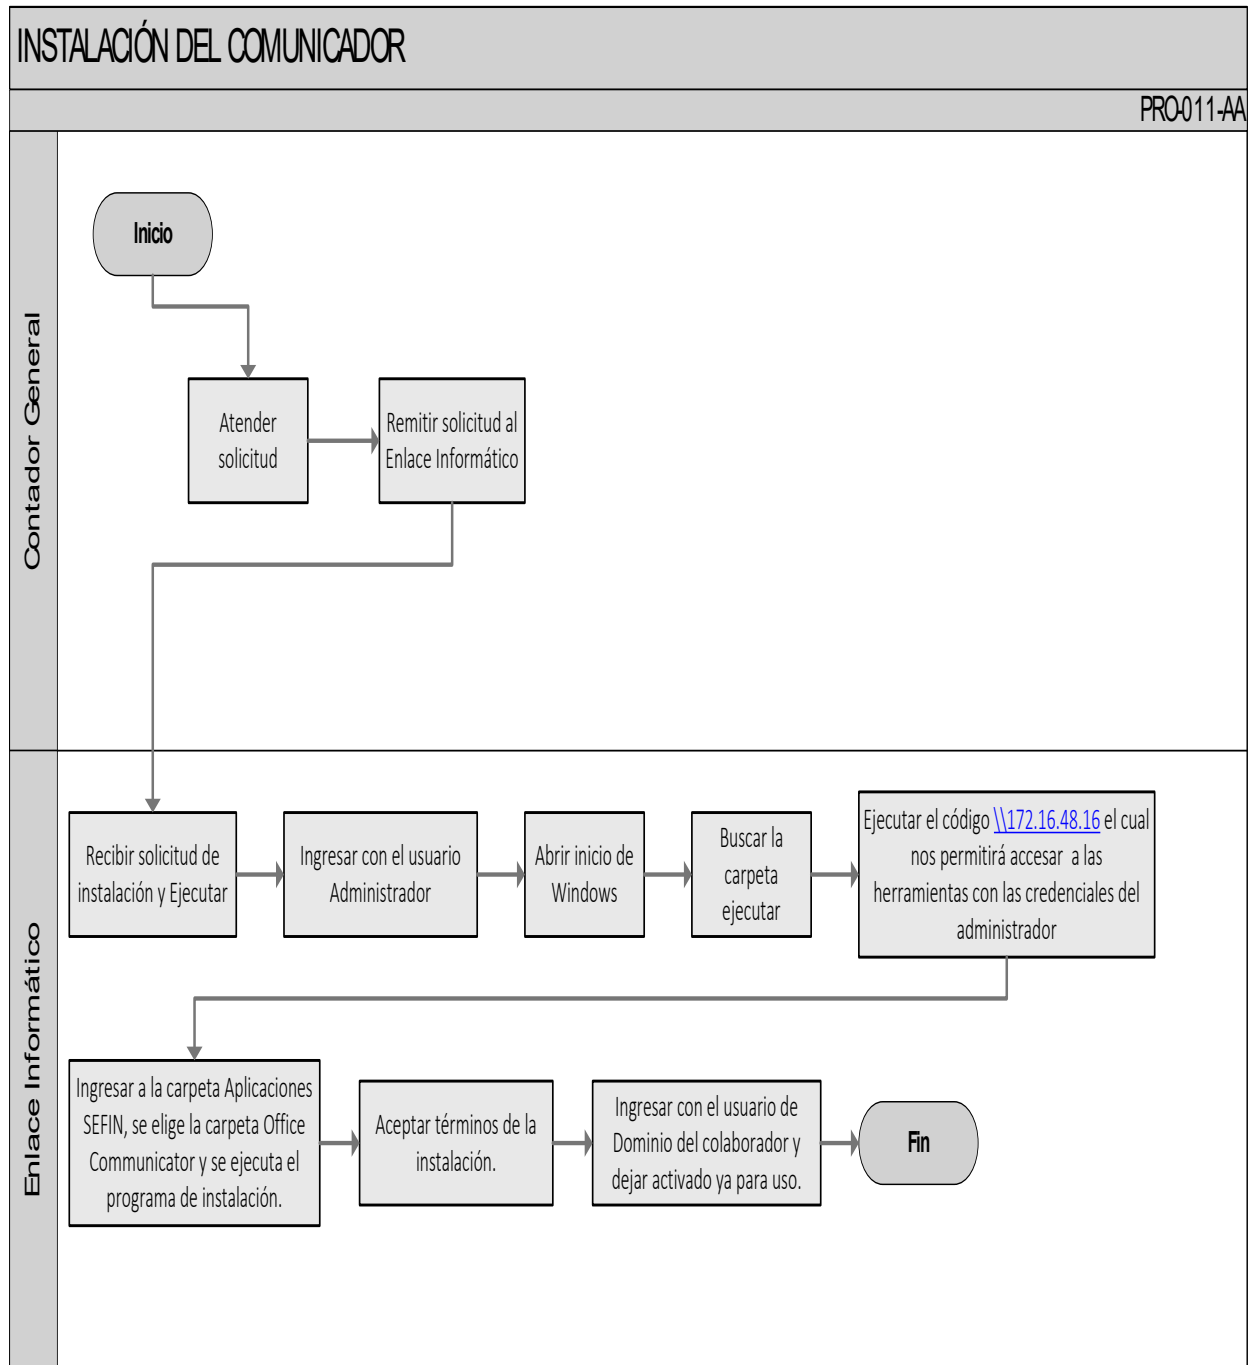 INSTALACIÓN DEL COMUNICADOR
PRO-011-AA
Contador General
Inicio
Atender
solicitud
Remitir solicitud al
Enlace Informático
Enlace Informático
Recibir solicitud de
instalación y Ejecutar
Ingresar con el usuario
Administrador
Abrir inicio de
Windows
Buscar la
carpeta
ejecutar
Ejecutar el código \\172.16.48.16 el cual
nos permitirá accesar a las
herramientas con las credenciales del
administrador
Ingresar a la carpeta Aplicaciones
SEFIN, se elige la carpeta Office
Communicator y se ejecuta el
programa de instalación.
Aceptar términos de la
instalación.
Ingresar con el usuario de
Dominio del colaborador y
dejar activado ya para uso.
Fin